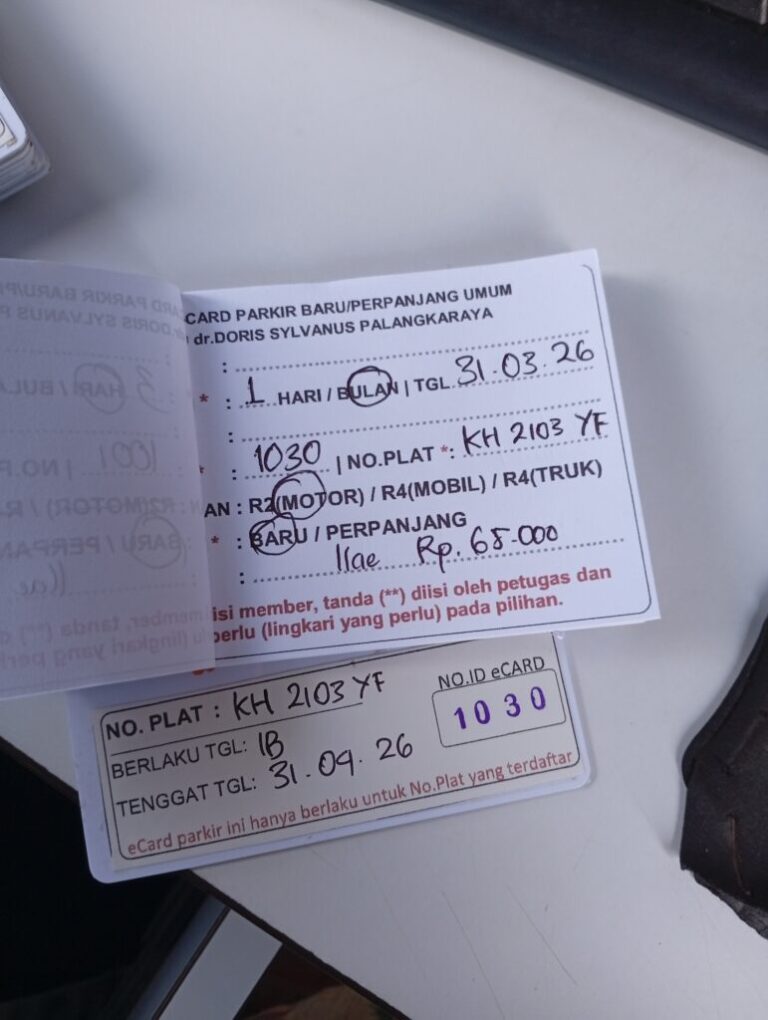 CARD PARKIR BARU/PERPANJANG UMUM
dr.DORIS SYLVANUS PALANGKARAYA
:
* : 1 HARI / BULAN | TGL. 31.03.26
:
* : 1030 | NO.PLAT *: KH 2103 YF
AN : R2(MOTOR) / R4(MOBIL) / R4(TRUK)
* : BARU / PERPANJANG
: Rp. 65.000
isi member, tanda (**) diisi oleh petugas dan
perlu (lingkari yang perlu) pada pilihan.
NO. PLAT : KH 2103 YF
NO.ID eCARD
1030
BERLAKU TGL: 1B
TENGGAT TGL: 31.04.26
eCard parkir ini hanya berlaku untuk No.Plat yang terdaftar